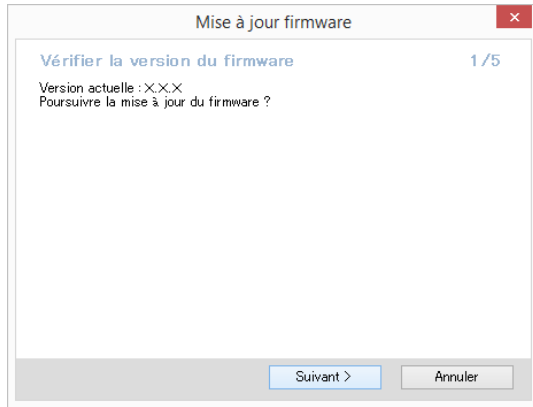 Mise à jour firmware
Vérifier la version du firmware 1/5
Version actuelle : X.X.X
Poursuivre la mise à jour du firmware ?
Suivant > Annuler